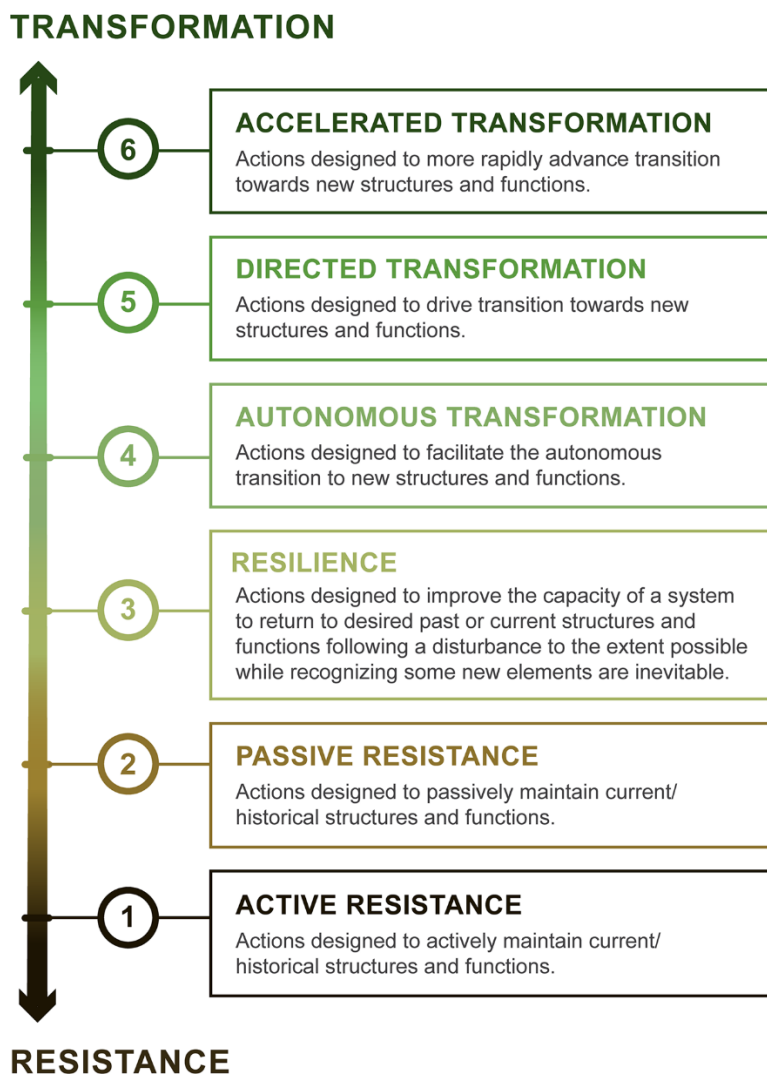 TRANSFORMATION
6
ACCELERATED TRANSFORMATION
Actions designed to more rapidly advance transition
towards new structures and functions.
5
DIRECTED TRANSFORMATION
Actions designed to drive transition towards new
structures and functions.
4
AUTONOMOUS TRANSFORMATION
Actions designed to facilitate the autonomous
transition to new structures and functions.
3
RESILIENCE
Actions designed to improve the capacity of a system
to return to desired past or current structures and
functions following a disturbance to the extent possible
while recognizing some new elements are inevitable.
2
PASSIVE RESISTANCE
Actions designed to passively maintain current/
historical structures and functions.
1
ACTIVE RESISTANCE
Actions designed to actively maintain current/
historical structures and functions.
RESISTANCE